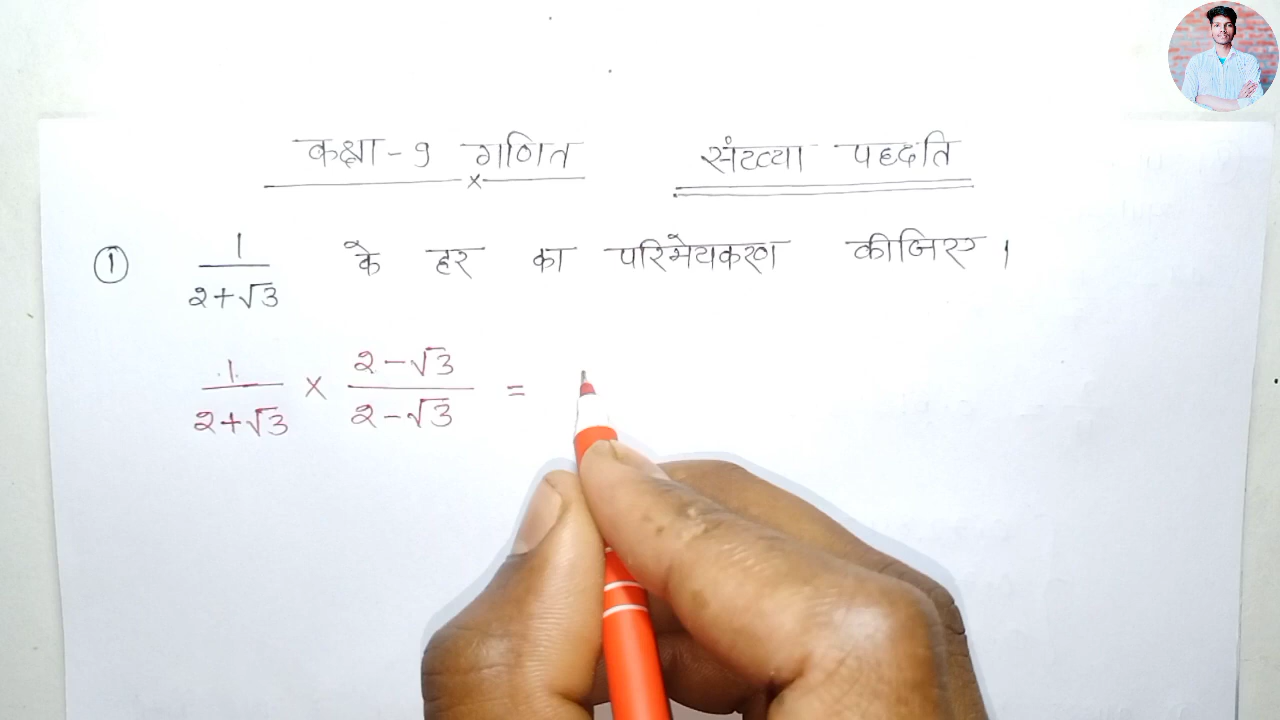 कक्षा - 9 गणित संख्या पद्धति
① 1/(2+√3) के हर का परिमेयकरण कीजिए।
1/(2+√3) × (2-√3)/(2-√3) =